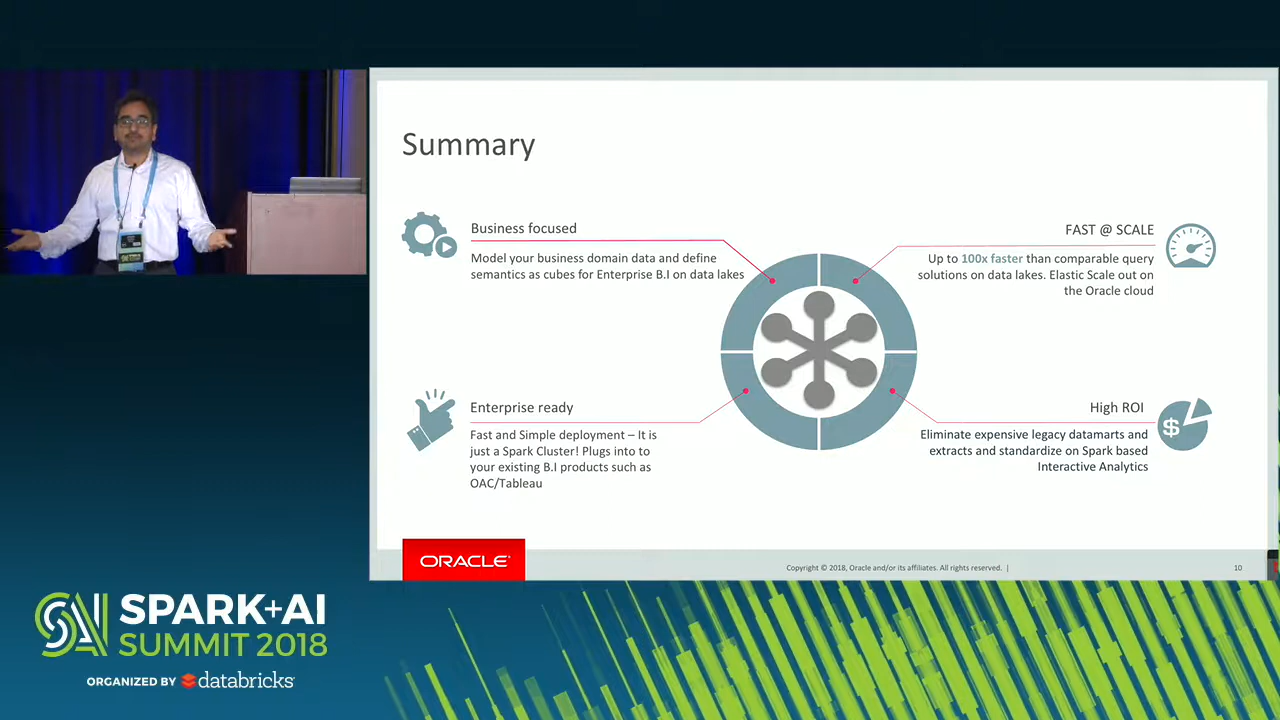 Summary
Business focused
Model your business domain data and define
semantics as cubes for Enterprise B.I on data lakes
FAST @ SCALE
Up to 100x faster than comparable query
solutions on data lakes. Elastic Scale out on
the Oracle cloud
Enterprise ready
Fast and Simple deployment – It is
just a Spark Cluster! Plugs into to
your existing B.I products such as
OAC/Tableau
High ROI
$
Eliminate expensive legacy datamarts and
extracts and standardize on Spark based
Interactive Analytics
ORACLE
Copyright © 2018, Oracle and/or its affiliates. All rights reserved. |
10
SAI
SPARK+AI
SUMMIT 2018
ORGANIZED BY databricks